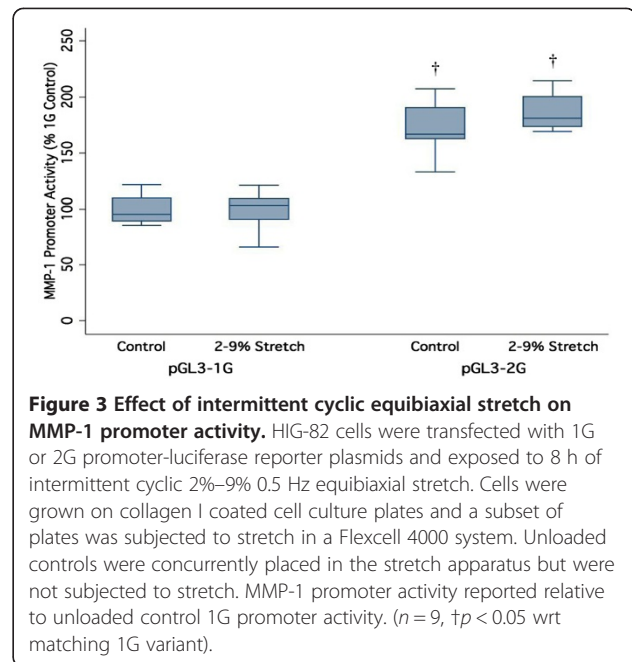 MMP-1 Promoter Activity (% 1G Control)
250
200
150
100
50
0
† †
Control 2-9% Stretch Control 2-9% Stretch
pGL3-1G pGL3-2G
Figure 3 Effect of intermittent cyclic equibiaxial stretch on
MMP-1 promoter activity. HIG-82 cells were transfected with 1G
or 2G promoter-luciferase reporter plasmids and exposed to 8 h of
intermittent cyclic 2%–9% 0.5 Hz equibiaxial stretch. Cells were
grown on collagen I coated cell culture plates and a subset of
plates was subjected to stretch in a Flexcell 4000 system. Unloaded
controls were concurrently placed in the stretch apparatus but were
not subjected to stretch. MMP-1 promoter activity reported relative
to unloaded control 1G promoter activity. (n = 9, †p < 0.05 wrt
matching 1G variant).